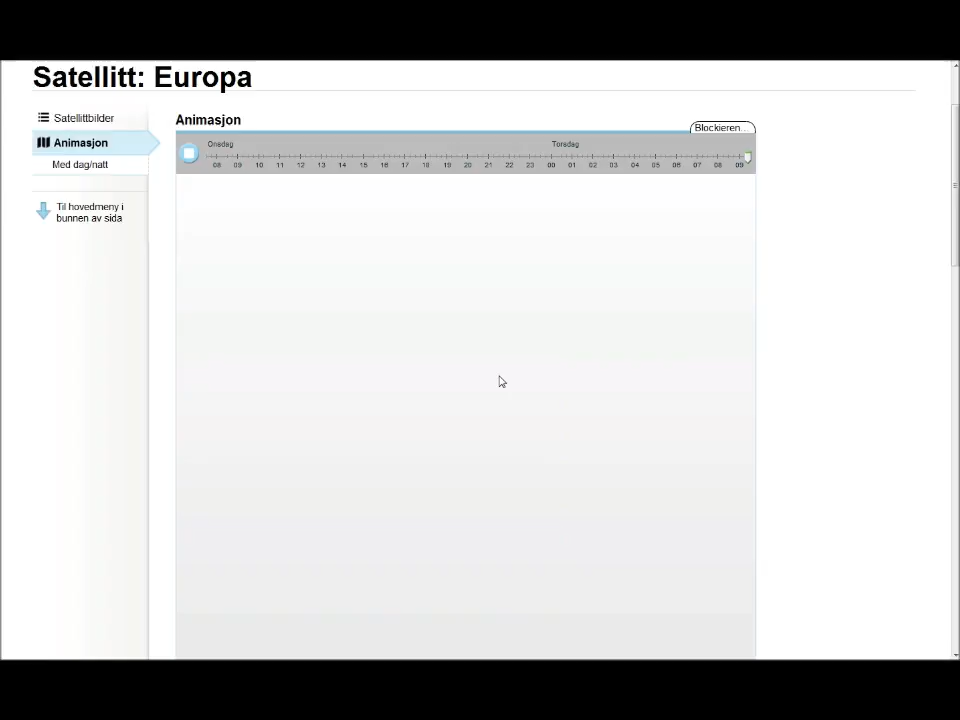 Satellitt: Europa
Satellittbilder
Animasjon
Med dag/natt
Til hovedmeny i
bunnen av sida
Animasjon
Blockieren...
Onsdag Torsdag
08 09 10 11 12 13 14 15 16 17 18 19 20 21 22 23 00 01 02 03 04 05 06 07 08 09